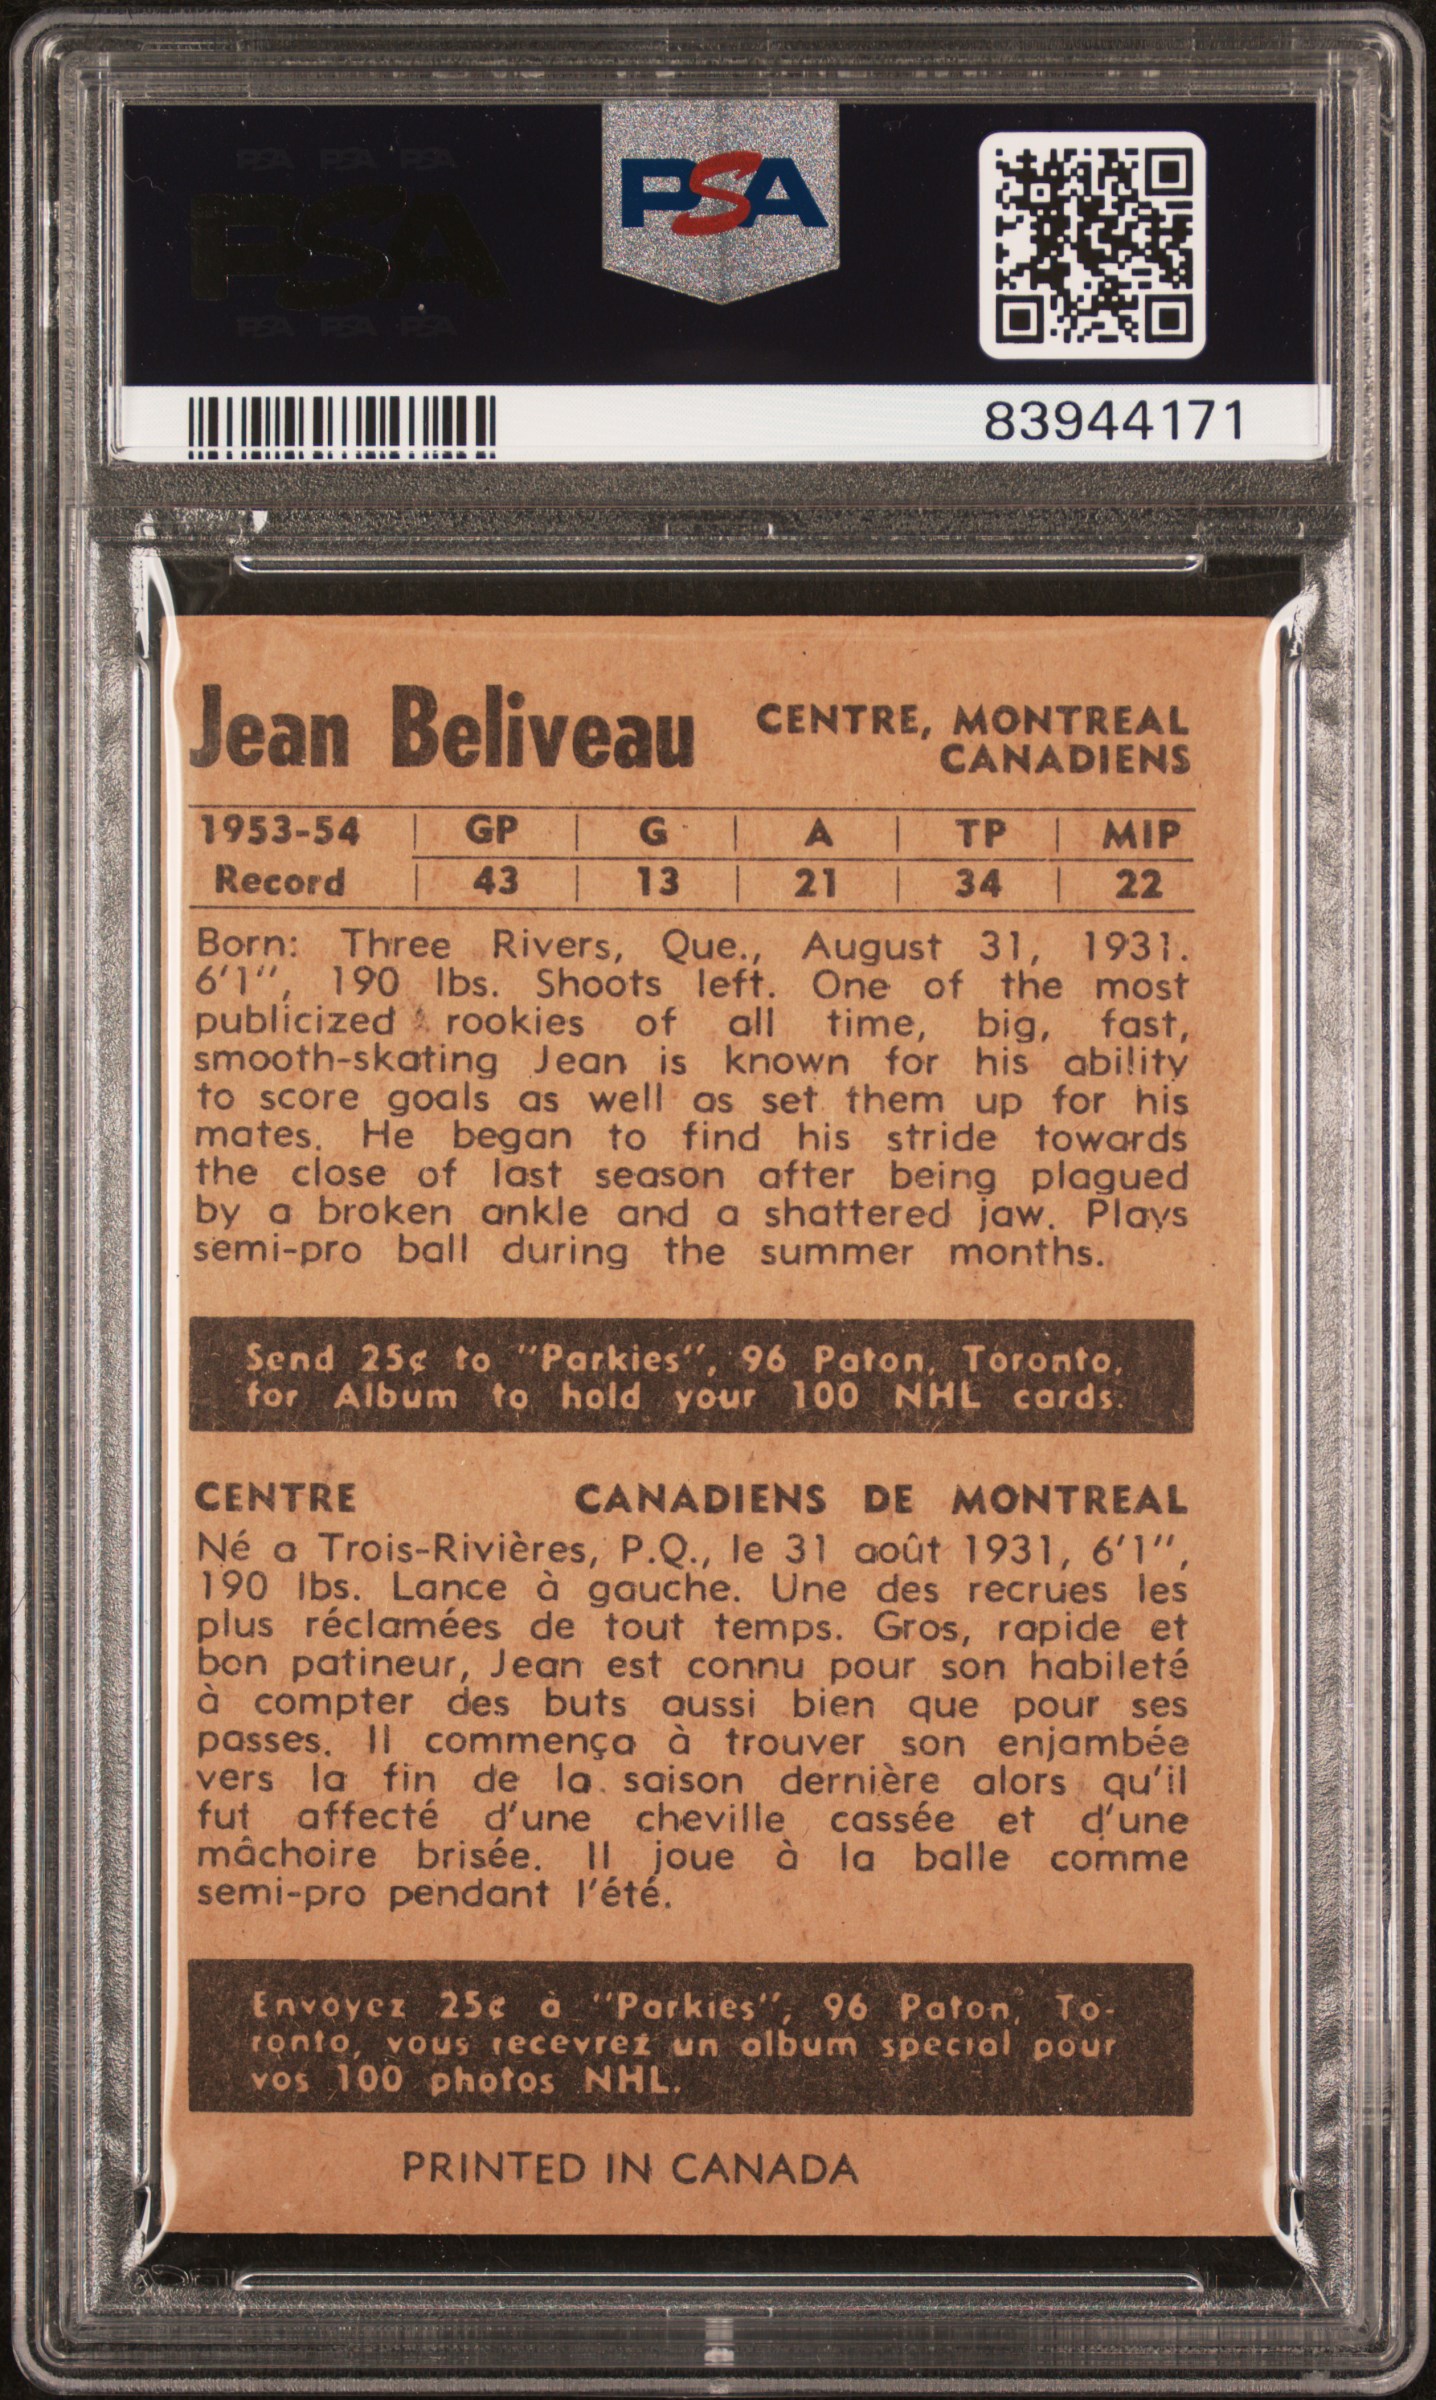 PSA PSA PSA
PSA
PSA PSA PSA
PSA
83944171
Jean Beliveau
CENTRE, MONTREAL
CANADIENS
1953-54 | GP | G | A | TP | MIP
Record | 43 | 13 | 21 | 34 | 22
Born: Three Rivers, Que., August 31, 1931.
6'1", 190 lbs. Shoots left. One of the most
publicized rookies of all time, big, fast,
smooth-skating Jean is known for his ability
to score goals as well as set them up for his
mates. He began to find his stride towards
the close of last season after being plagued
by a broken ankle and a shattered jaw. Plays
semi-pro ball during the summer months.
Send 25¢ to "Parkies", 96 Paton, Toronto,
for Album to hold your 100 NHL cards.
CENTRE CANADIENS DE MONTREAL
Né a Trois-Rivières, P.Q., le 31 août 1931, 6'1",
190 lbs. Lance à gauche. Une des recrues les
plus réclamées de tout temps. Gros, rapide et
bon patineur, Jean est connu pour son habileté
à compter des buts aussi bien que pour ses
passes. Il commença à trouver son enjambée
vers la fin de la saison dernière alors qu'il
fut affecté d'une cheville cassée et d'une
mâchoire brisée. Il joue à la balle comme
semi-pro pendant l'été.
Envoyez 25¢ à "Parkies", 96 Paton, To-
ronto, vous recevrez un album special pour
vos 100 photos NHL.
PRINTED IN CANADA